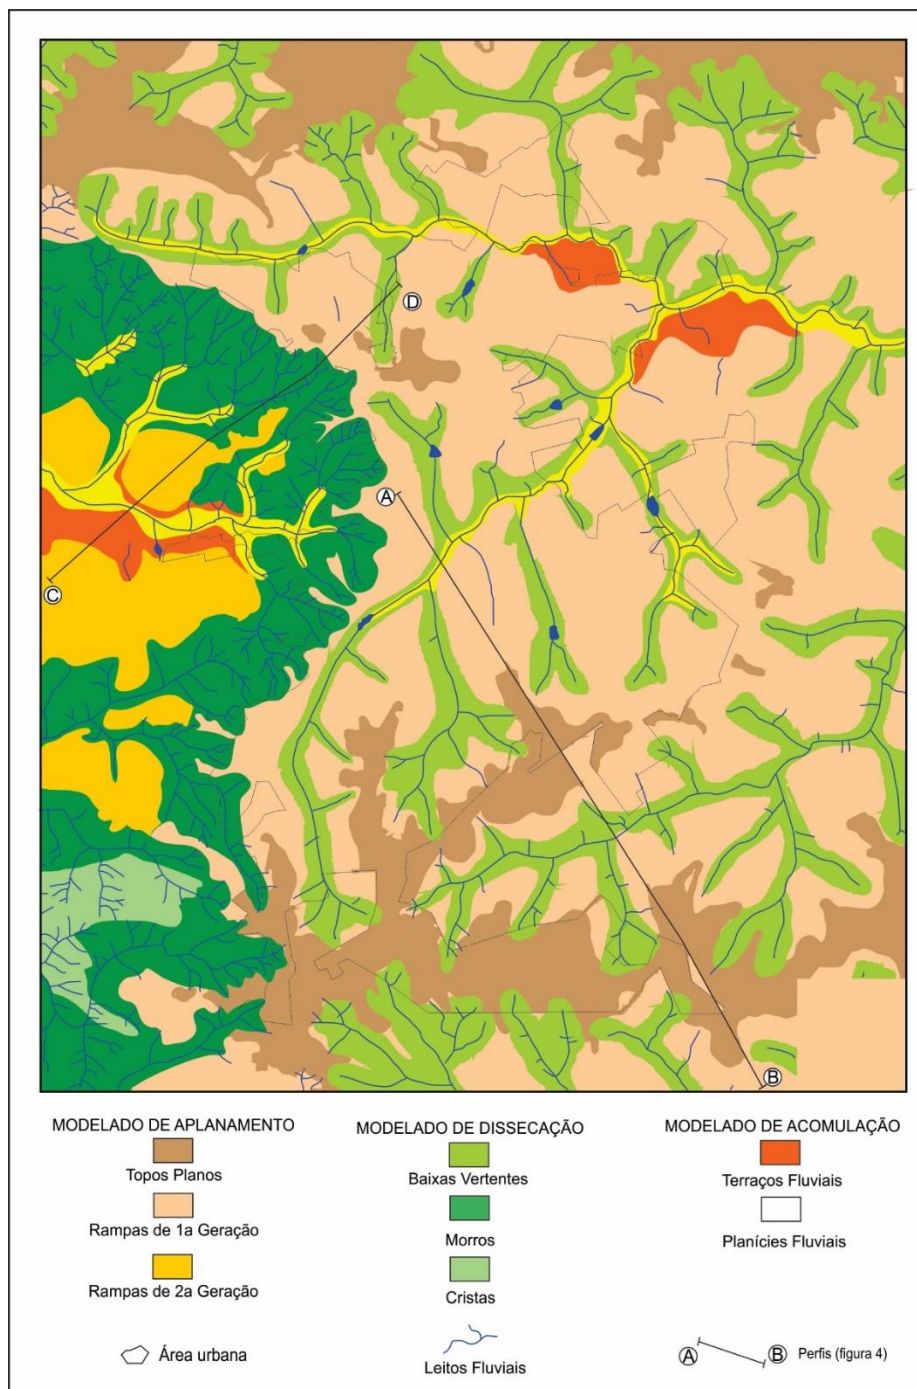 D
A
C
B
MODELADO DE APLANAMENTO
Topos Planos
Rampas de 1a Geração
Rampas de 2a Geração
Área urbana
MODELADO DE DISSECAÇÃO
Baixas Vertentes
Morros
Cristas
Leitos Fluviais
MODELADO DE ACOMULAÇÃO
Terraços Fluviais
Planícies Fluviais
A B Perfis (figura 4)